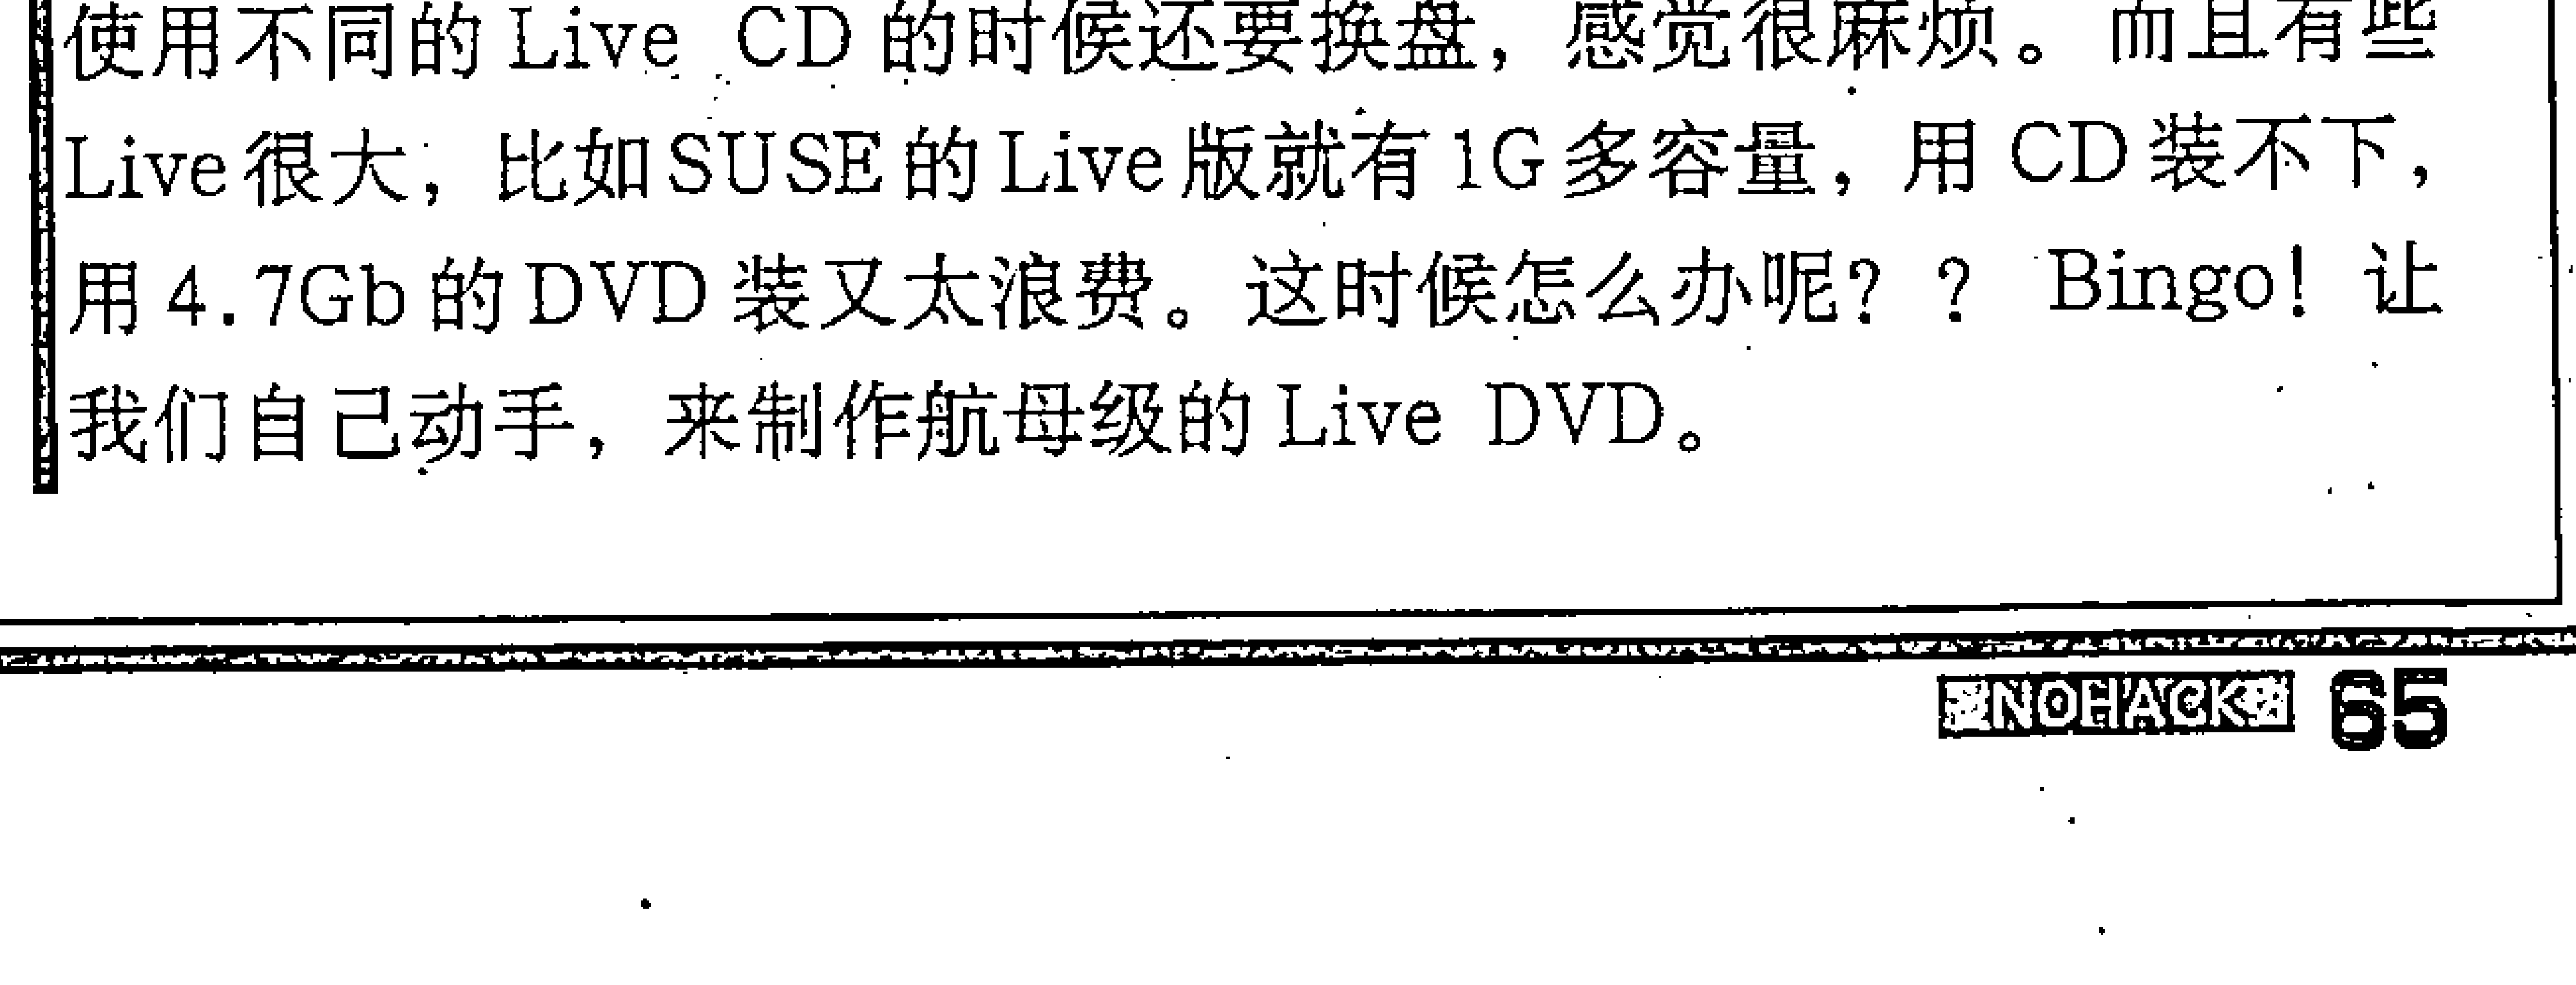 使用不同的 Live CD 的时候还要换盘，感觉很麻烦。而且有些
Live很大，比如SUSE的Live版就有1G多容量，用 CD装不下，
用4.7Gb的DVD装又太浪费。这时候怎么办呢？？ Bingo！让
我们自己动手，来制作航母级的Live DVD。
NOHACK 65